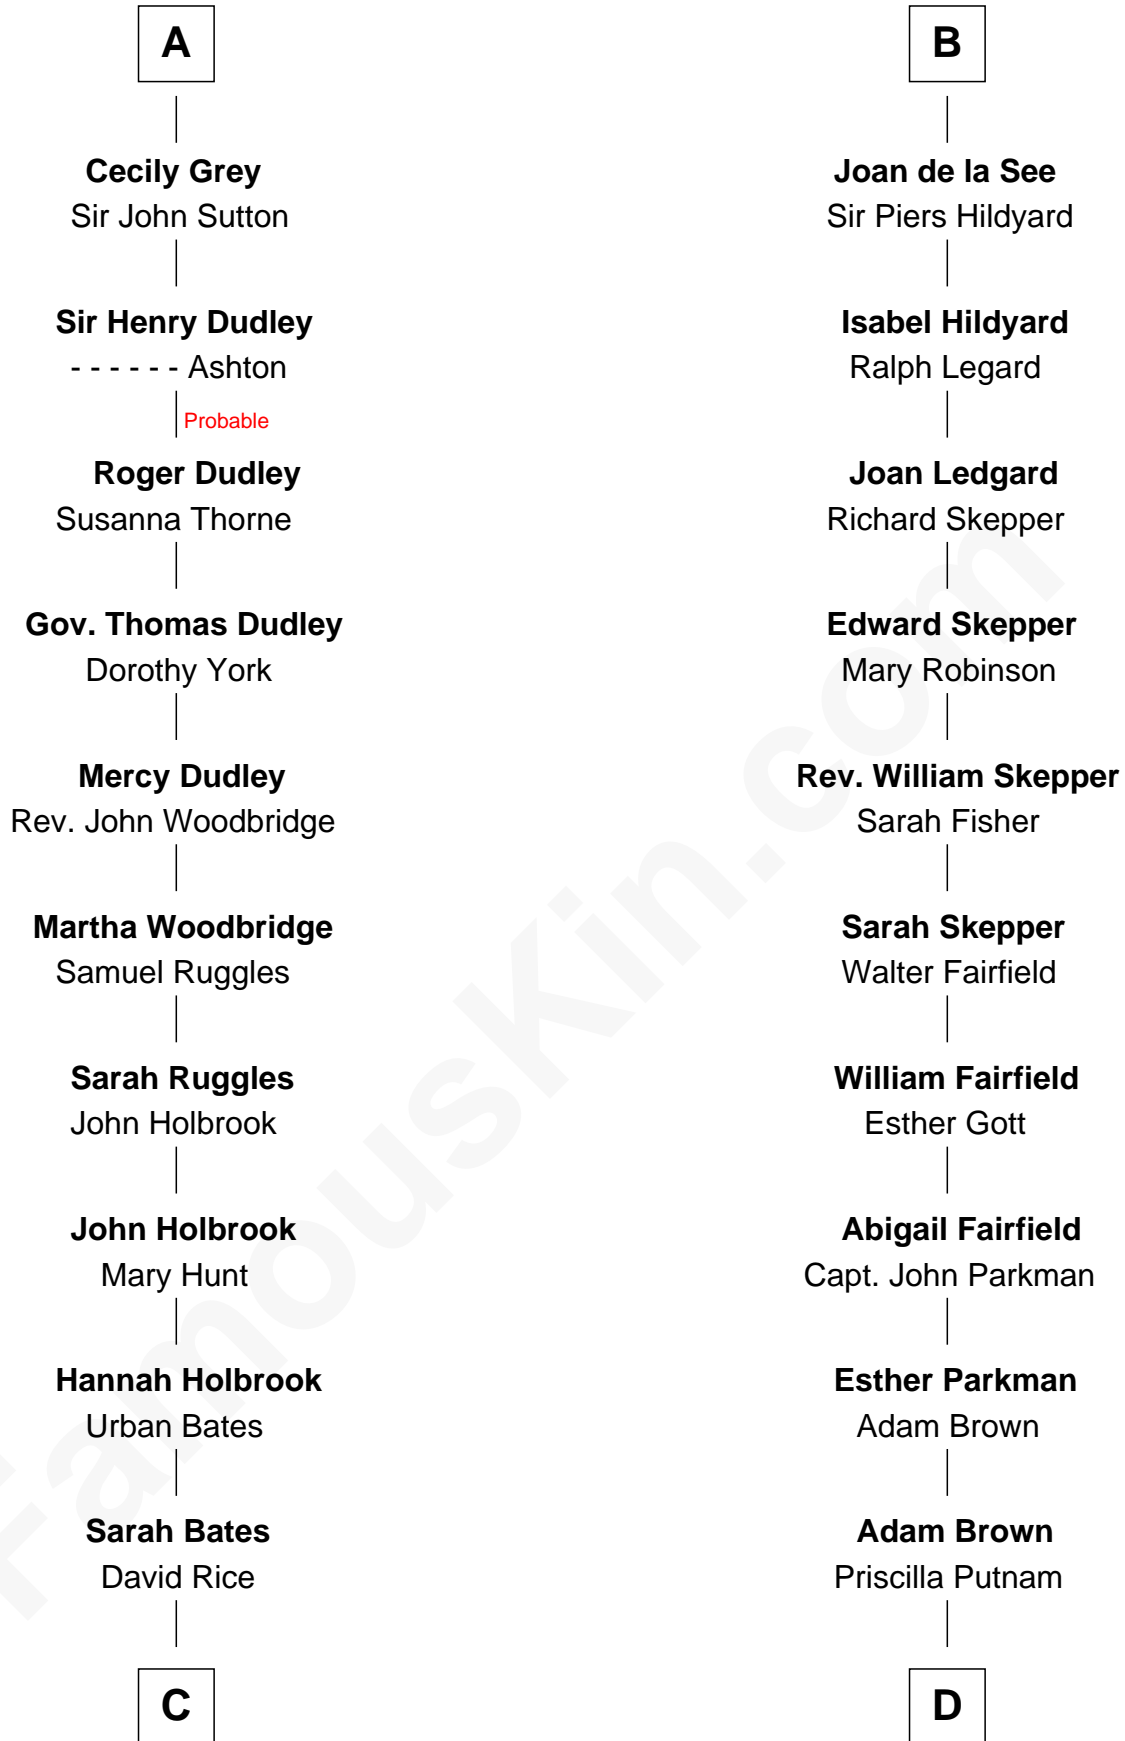 A
Cecily Grey
Sir John Sutton
Sir Henry Dudley
- - - - - - Ashton
Probable
Roger Dudley
Susanna Thorne
Gov. Thomas Dudley
Dorothy York
Mercy Dudley
Rev. John Woodbridge
Martha Woodbridge
Samuel Ruggles
Sarah Ruggles
John Holbrook
John Holbrook
Mary Hunt
Hannah Holbrook
Urban Bates
Sarah Bates
David Rice
C
B
Joan de la See
Sir Piers Hildyard
Isabel Hildyard
Ralph Legard
Joan Ledgard
Richard Skepper
Edward Skepper
Mary Robinson
Rev. William Skepper
Sarah Fisher
Sarah Skepper
Walter Fairfield
William Fairfield
Esther Gott
Abigail Fairfield
Capt. John Parkman
Esther Parkman
Adam Brown
Adam Brown
Priscilla Putnam
D
FamousKin.com